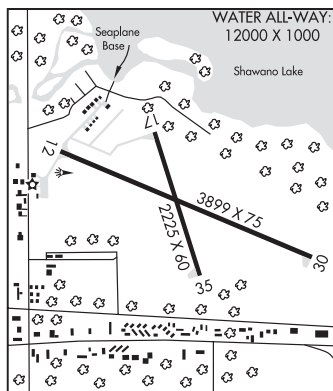 WATER ALL-WAY:
12000 X 1000
Seaplane
Base
Shawano Lake
17
12
3899 X 75
2225 X 60
30
35